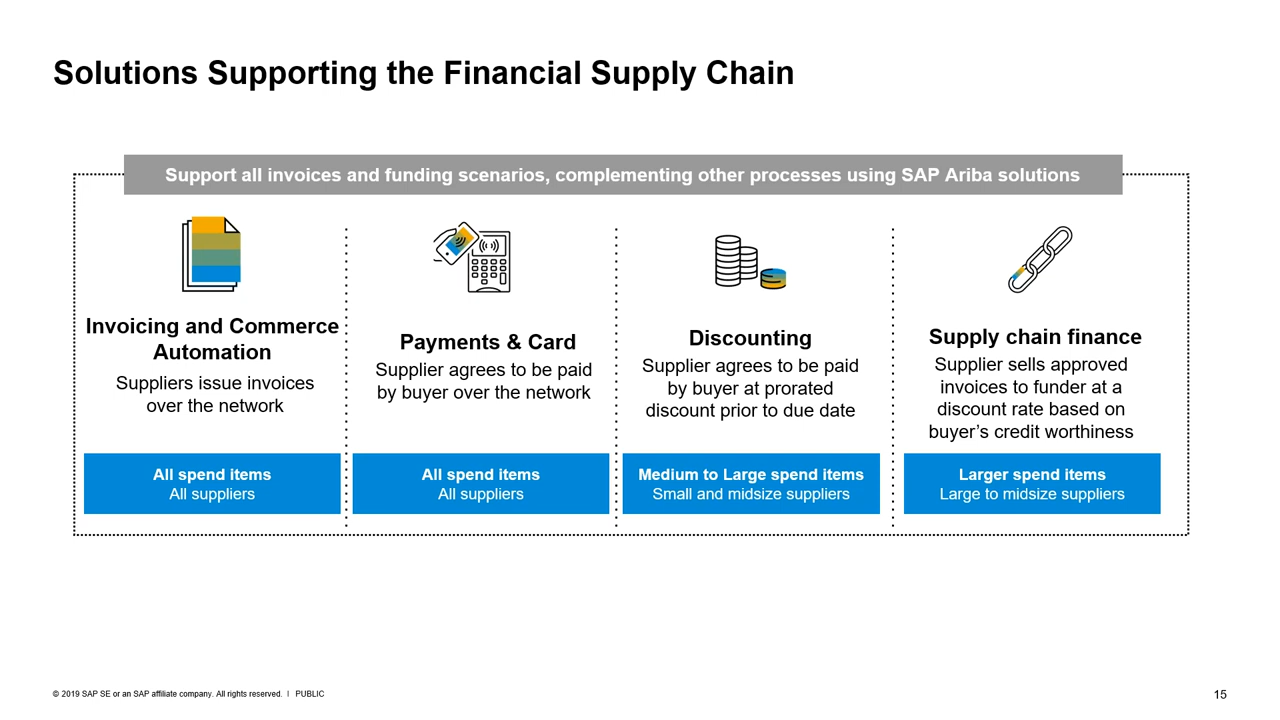 Solutions Supporting the Financial Supply Chain
Support all invoices and funding scenarios, complementing other processes using SAP Ariba solutions
Invoicing and Commerce
Automation
Suppliers issue invoices
over the network
All spend items
All suppliers
Payments & Card
Supplier agrees to be paid
by buyer over the network
All spend items
All suppliers
Discounting
Supplier agrees to be paid
by buyer at prorated
discount prior to due date
Medium to Large spend items
Small and midsize suppliers
Supply chain finance
Supplier sells approved
invoices to funder at a
discount rate based on
buyer’s credit worthiness
Larger spend items
Large to midsize suppliers
© 2019 SAP SE or an SAP affiliate company. All rights reserved. ǀ PUBLIC
15